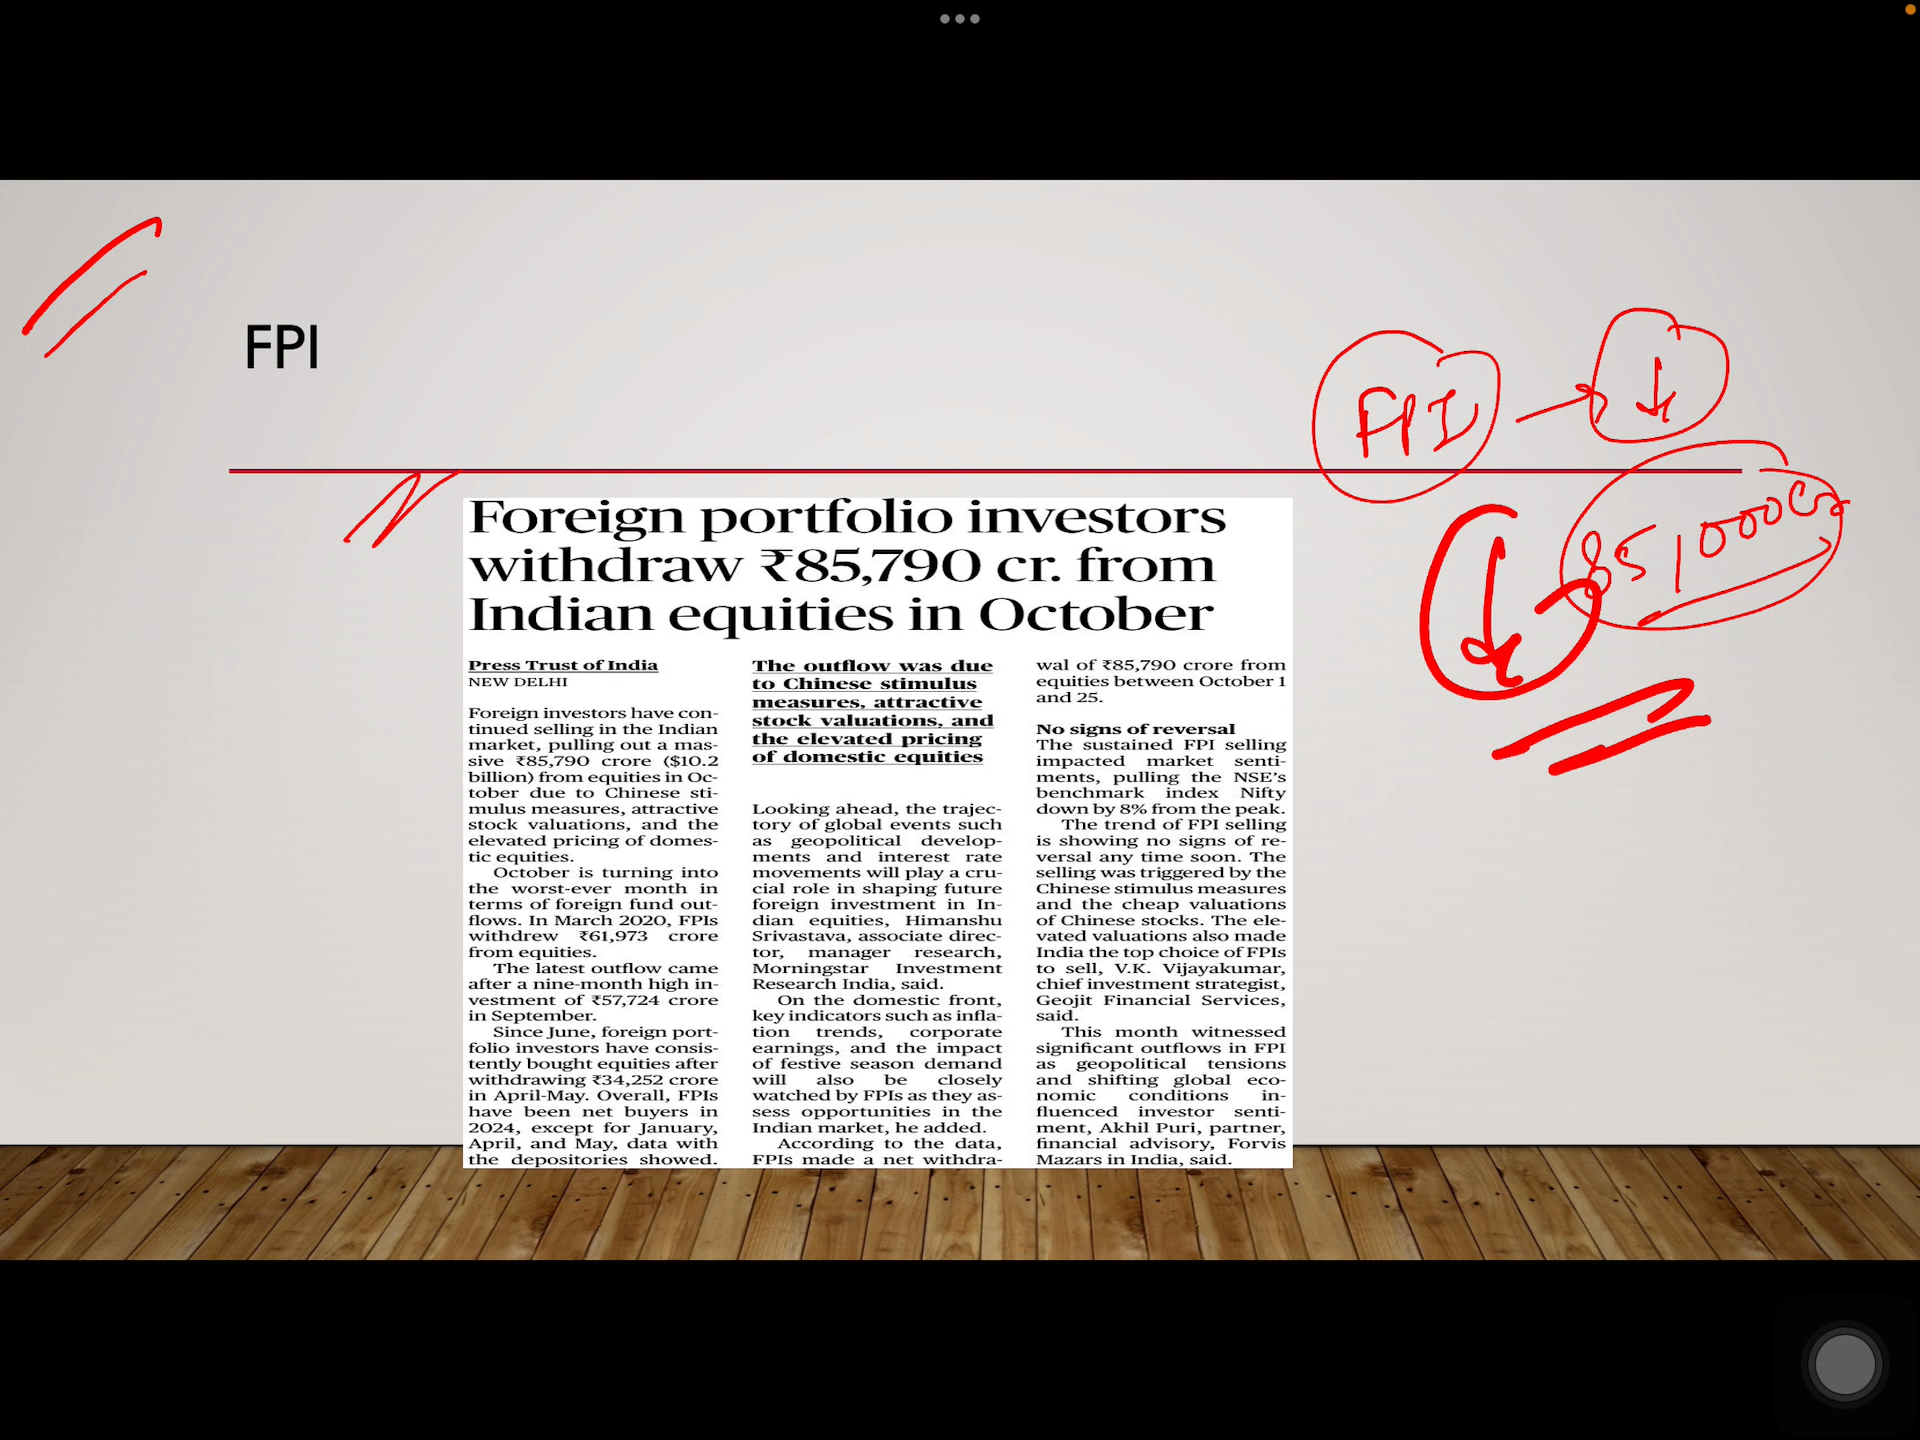 FPI
FPI
85,000 Cr
Foreign portfolio investors
withdraw ₹85,790 cr. from
Indian equities in October
Press Trust of India
NEW DELHI
Foreign investors have con-
tinued selling in the Indian
market, pulling out a mas-
sive ₹85,790 crore ($10.2
billion) from equities in Oc-
tober due to Chinese sti-
mulus measures, attractive
stock valuations, and the
elevated pricing of domes-
tic equities.
October is turning into
the worst-ever month in
terms of foreign fund out-
flows. In March 2020, FPIs
withdrew ₹61,973 crore
from equities.
The latest outflow came
after a nine-month high in-
vestment of ₹57,724 crore
in September.
Since June, foreign port-
folio investors have consis-
tently bought equities after
withdrawing ₹34,252 crore
in April-May. Overall, FPIs
have been net buyers in
2024, except for January,
April, and May, data with
the depositories showed.
The outflow was due
to Chinese stimulus
measures, attractive
stock valuations, and
the elevated pricing
of domestic equities
Looking ahead, the trajec-
tory of global events such
as geopolitical develop-
ments and interest rate
movements will play a cru-
cial role in shaping future
foreign investment in In-
dian equities, Himanshu
Srivastava, associate direc-
tor, manager research,
Morningstar Investment
Research India, said.
On the domestic front,
key indicators such as infla-
tion trends, corporate
earnings, and the impact
of festive season demand
will also be closely
watched by FPIs as they as-
sess opportunities in the
Indian market, he added.
According to the data,
FPIs made a net withdra-
wal of ₹85,790 crore from
equities between October 1
and 25.
No signs of reversal
The sustained FPI selling
impacted market senti-
ments, pulling the NSE's
benchmark index Nifty
down by 8% from the peak.
The trend of FPI selling
is showing no signs of re-
versal any time soon. The
selling was triggered by the
Chinese stimulus measures
and the cheap valuations
of Chinese stocks. The ele-
vated valuations also made
India the top choice of FPIs
to sell, V.K. Vijayakumar,
chief investment strategist,
Geojit Financial Services,
said.
This month witnessed
significant outflows in FPI
as geopolitical tensions
and shifting global eco-
nomic conditions in-
fluenced investor senti-
ment, Akhil Puri, partner,
financial advisory, Forvis
Mazars in India, said.